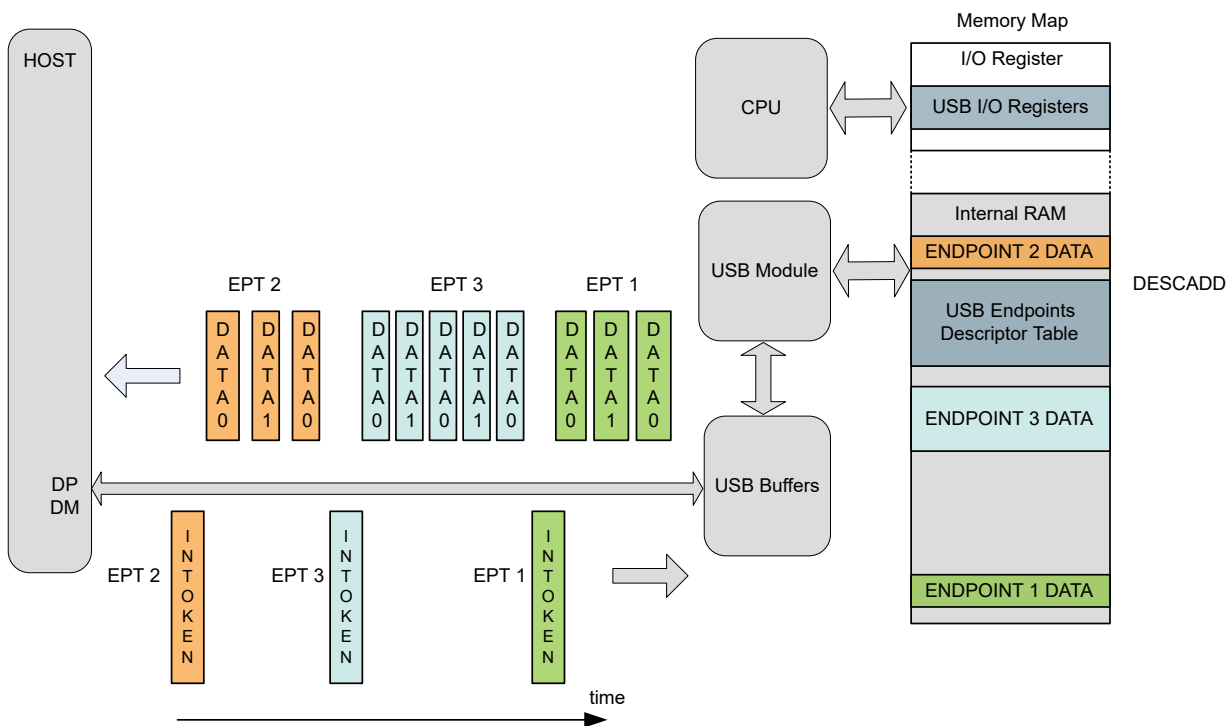 Memory Map
HOST
I/O Register
CPU
USB I/O Registers
Internal RAM
USB Module
ENDPOINT 2 DATA
DESCADD
EPT 2
EPT 3
EPT 1
USB Endpoints
Descriptor Table
DATA0
DATA1
DATA0
DATA0
DATA1
DATA0
DATA1
DATA0
DATA0
DATA1
DATA0
ENDPOINT 3 DATA
DP
DM
USB Buffers
EPT 2
INTOKEN
EPT 3
INTOKEN
EPT 1
INTOKEN
ENDPOINT 1 DATA
time